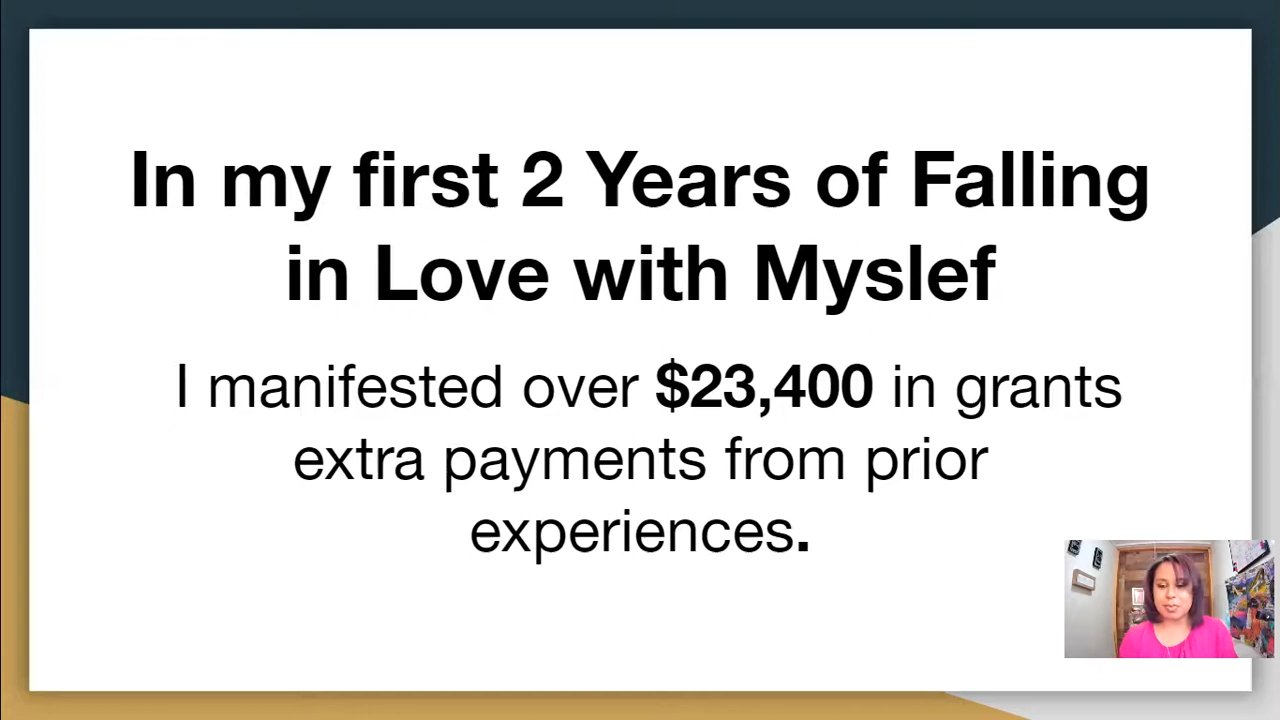 In my first 2 Years of Falling
in Love with Myslef
I manifested over $23,400 in grants
extra payments from prior
experiences.